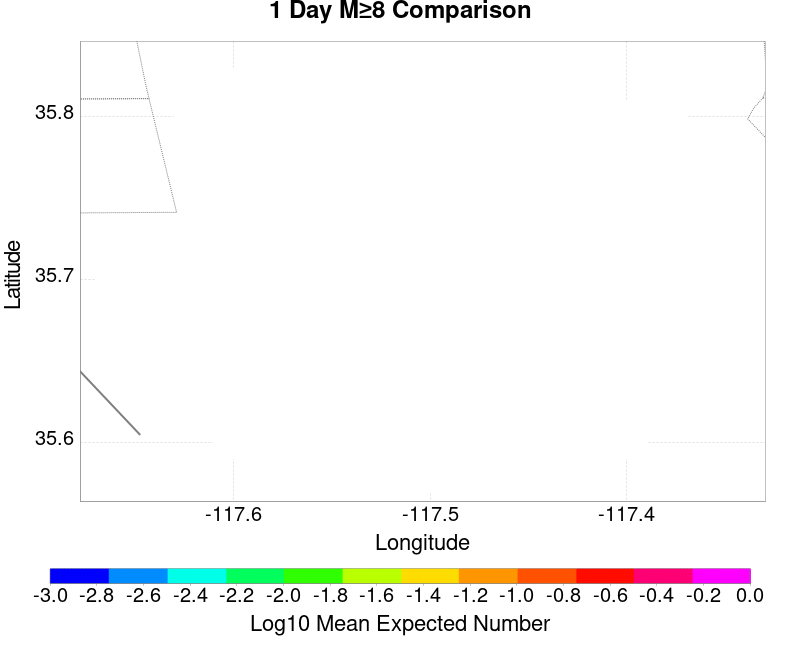 1 Day M≥8 Comparison
35.8
35.7
35.6
Latitude
-117.6 -117.5 -117.4
Longitude
-3.0 -2.8 -2.6 -2.4 -2.2 -2.0 -1.8 -1.6 -1.4 -1.2 -1.0 -0.8 -0.6 -0.4 -0.2 0.0
Log10 Mean Expected Number